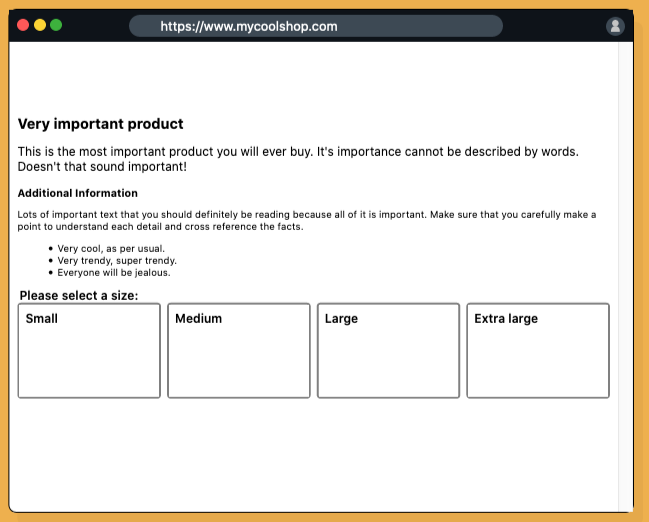 https://www.mycoolshop.com
Very important product
This is the most important product you will ever buy. It's importance cannot be described by words.
Doesn't that sound important!
Additional Information
Lots of important text that you should definitely be reading because all of it is important. Make sure that you carefully make a
point to understand each detail and cross reference the facts.
• Very cool, as per usual.
• Very trendy, super trendy.
• Everyone will be jealous.
Please select a size:
Small Medium Large Extra large